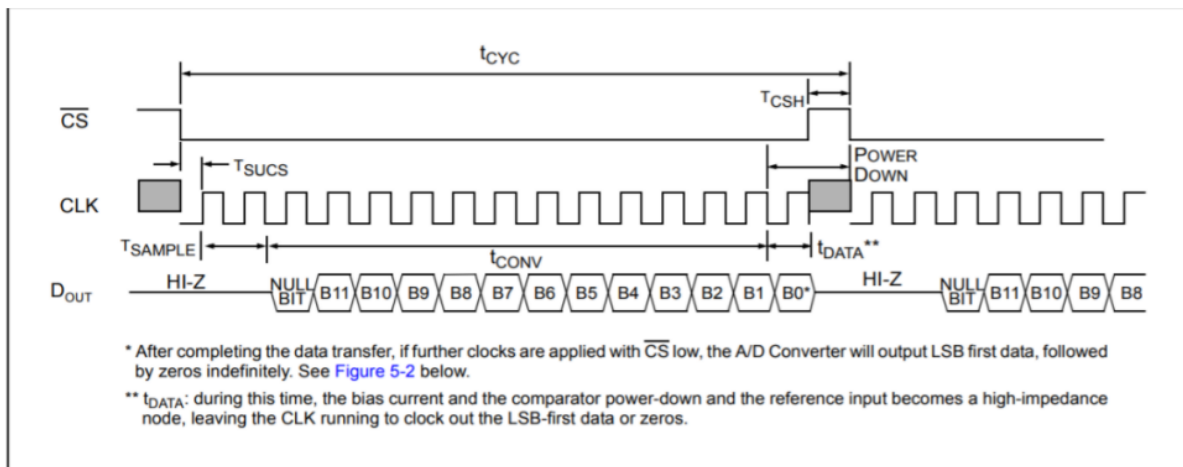 tCYC
TCSH
CS
TSUCS
POWER
DOWN
CLK
TSAMPLE
tCONV
tDATA**
DOUT
HI-Z
NULL
BIT
B11
B10
B9
B8
B7
B6
B5
B4
B3
B2
B1
B0*
HI-Z
NULL
BIT
B11
B10
B9
B8
* After completing the data transfer, if further clocks are applied with CS low, the A/D Converter will output LSB first data, followed
by zeros indefinitely. See Figure 5-2 below.
** tDATA: during this time, the bias current and the comparator power-down and the reference input becomes a high-impedance
node, leaving the CLK running to clock out the LSB-first data or zeros.